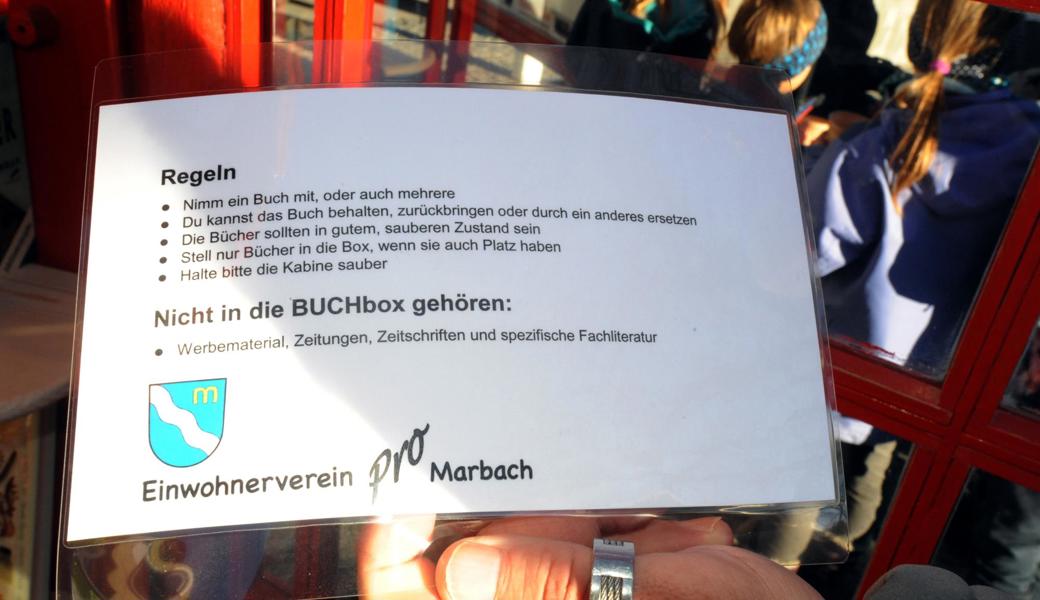 Regeln
• Nimm ein Buch mit, oder auch mehrere
• Du kannst das Buch behalten, zurückbringen oder durch ein anderes ersetzen
• Die Bücher sollten in gutem, sauberen Zustand sein
• Stell nur Bücher in die Box, wenn sie auch Platz haben
• Halte bitte die Kabine sauber
Nicht in die BUCHbox gehören:
• Werbematerial, Zeitungen, Zeitschriften und spezifische Fachliteratur
m
Einwohnerverein pro Marbach